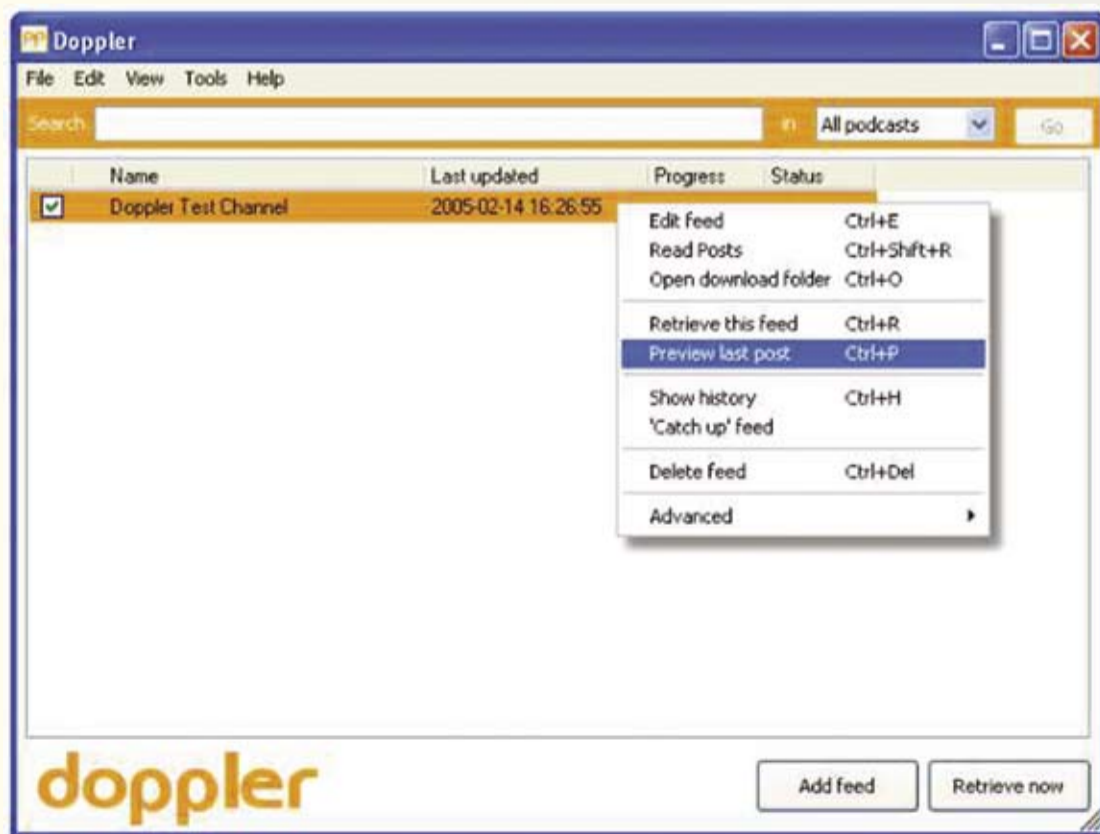 Doppler
File Edit View Tools Help
Search in All podcasts Go
Name Last updated Progress Status
Doppler Test Channel 2005-02-14 16:26:55
Edit feed Ctrl+E
Read Posts Ctrl+Shift+R
Open download folder Ctrl+O
Retrieve this feed Ctrl+R
Preview last post Ctrl+P
Show history Ctrl+H
'Catch up' feed
Delete feed Ctrl+Del
Advanced
doppler Add feed Retrieve now